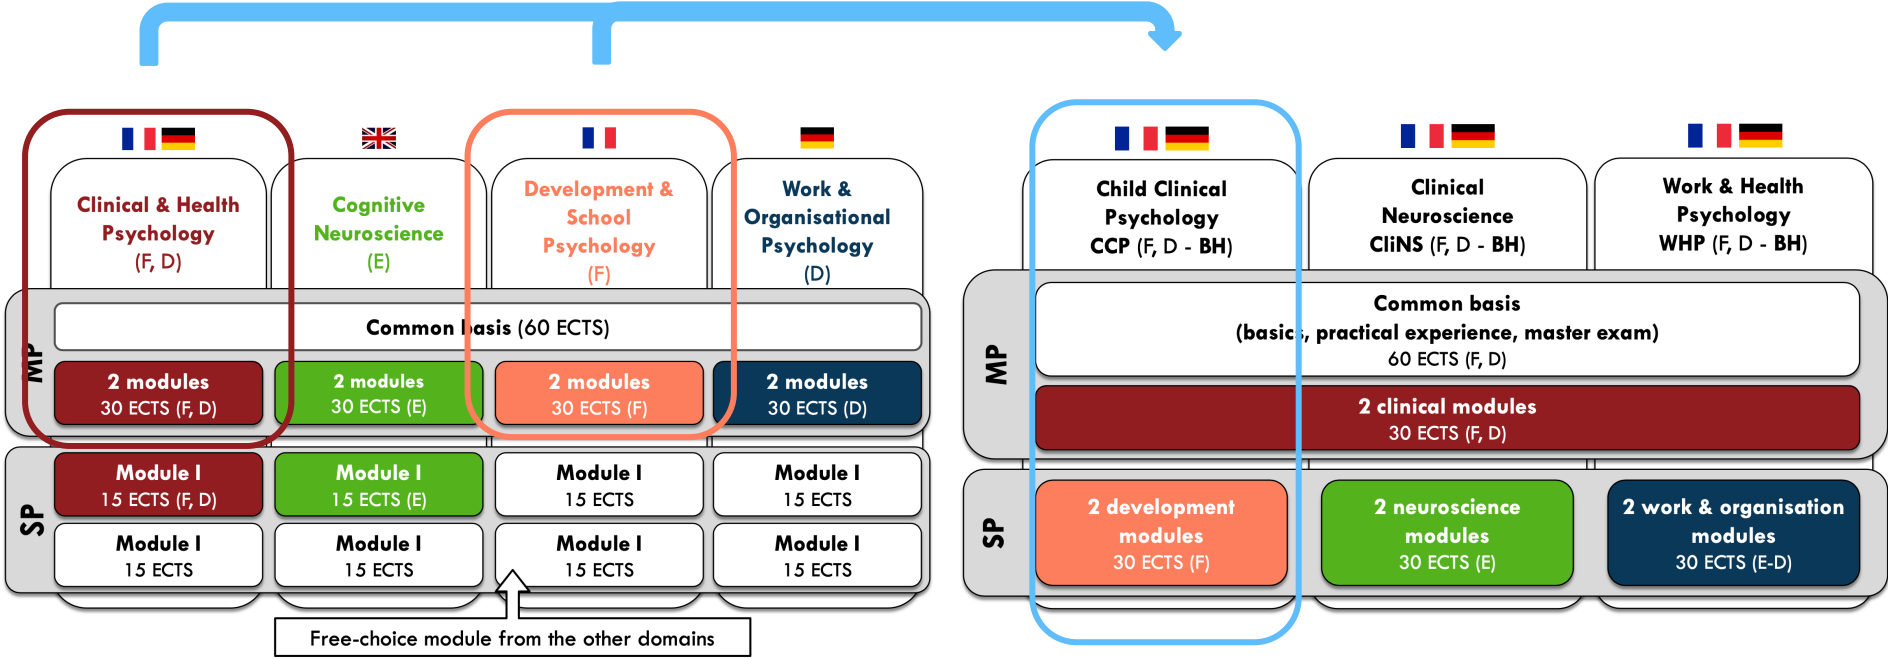 Clinical & Health
Psychology
(F, D)
Cognitive
Neuroscience
(E)
Development &
School
Psychology
(F)
Work &
Organisational
Psychology
(D)
MP
Common basis (60 ECTS)
2 modules
30 ECTS (F, D)
2 modules
30 ECTS (E)
2 modules
30 ECTS (F)
2 modules
30 ECTS (D)
SP
Module I
15 ECTS (F, D)
Module I
15 ECTS (E)
Module I
15 ECTS
Module I
15 ECTS
Module I
15 ECTS
Module I
15 ECTS
Module I
15 ECTS
Module I
15 ECTS
Free-choice module from the other domains
Child Clinical
Psychology
CCP (F, D - BH)
Clinical
Neuroscience
CliNS (F, D - BH)
Work & Health
Psychology
WHP (F, D - BH)
MP
Common basis
(basics, practical experience, master exam)
60 ECTS (F, D)
2 clinical modules
30 ECTS (F, D)
SP
2 development
modules
30 ECTS (F)
2 neuroscience
modules
30 ECTS (E)
2 work & organisation
modules
30 ECTS (E-D)